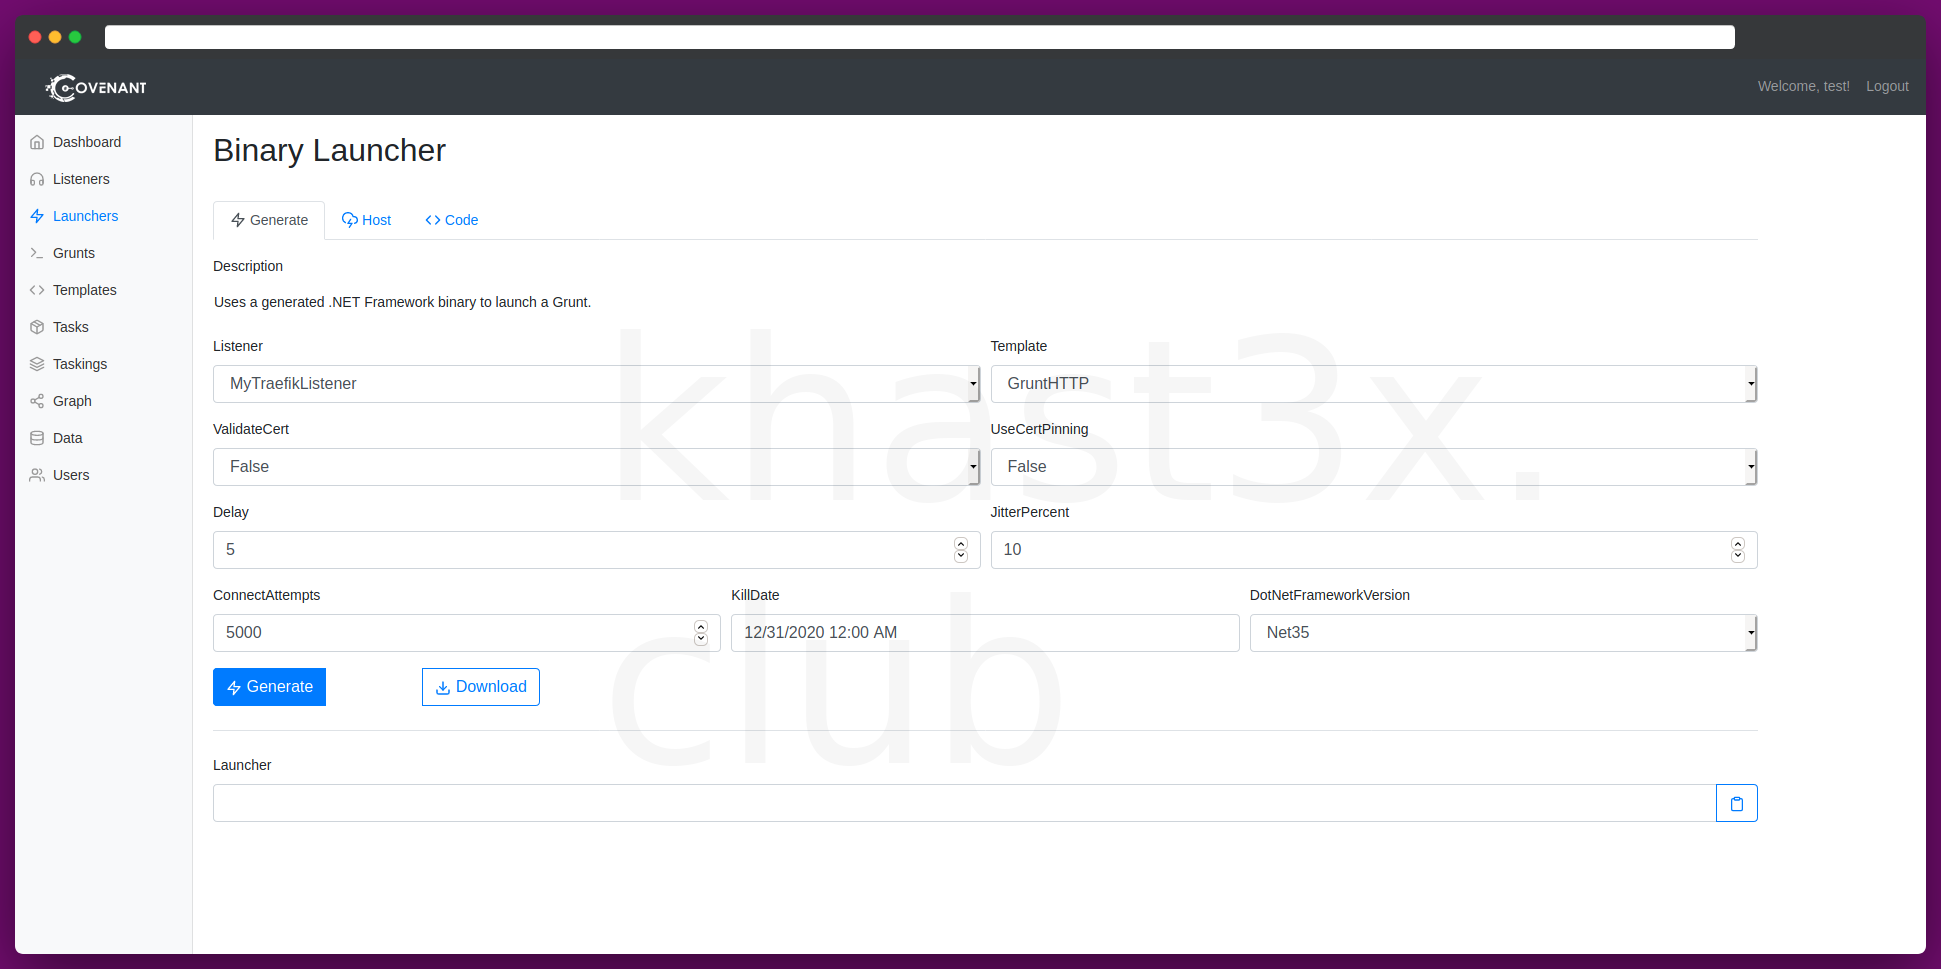 COVENANT
Welcome, test! Logout
Dashboard
Listeners
Launchers
Grunts
Templates
Tasks
Taskings
Graph
Data
Users
Binary Launcher
Generate Host Code
Description
Uses a generated .NET Framework binary to launch a Grunt.
Listener Template
MyTraefikListener GruntHTTP
ValidateCert UseCertPinning
False False
Delay JitterPercent
5 10
ConnectAttempts KillDate DotNetFrameworkVersion
5000 12/31/2020 12:00 AM Net35
Generate Download
Launcher
khast3x.
club